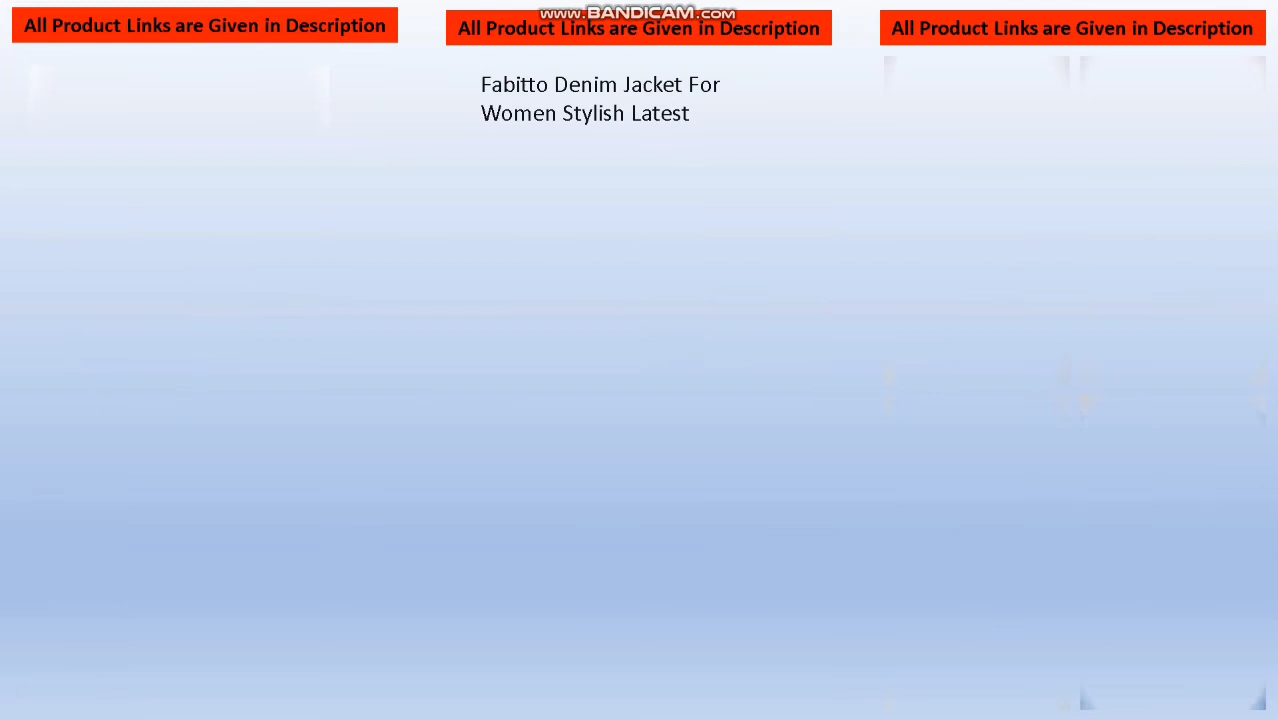 www.BANDICAM.com
All Product Links are Given in Description
All Product Links are Given in Description
All Product Links are Given in Description
Fabitto Denim Jacket For
Women Stylish Latest